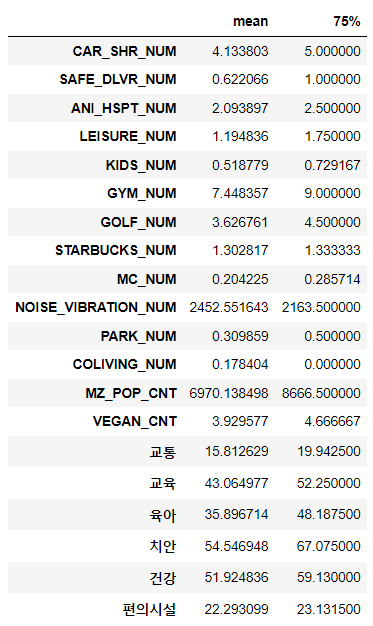 mean 75%
CAR_SHR_NUM 4.133803 5.000000
SAFE_DLVR_NUM 0.622066 1.000000
ANI_HSPT_NUM 2.093897 2.500000
LEISURE_NUM 1.194836 1.750000
KIDS_NUM 0.518779 0.729167
GYM_NUM 7.448357 9.000000
GOLF_NUM 3.626761 4.500000
STARBUCKS_NUM 1.302817 1.333333
MC_NUM 0.204225 0.285714
NOISE_VIBRATION_NUM 2452.551643 2163.500000
PARK_NUM 0.309859 0.500000
COLIVING_NUM 0.178404 0.000000
MZ_POP_CNT 6970.138498 8666.500000
VEGAN_CNT 3.929577 4.666667
교통 15.812629 19.942500
교육 43.064977 52.250000
육아 35.896714 48.187500
치안 54.546948 67.075000
건강 51.924836 59.130000
편의시설 22.293099 23.131500